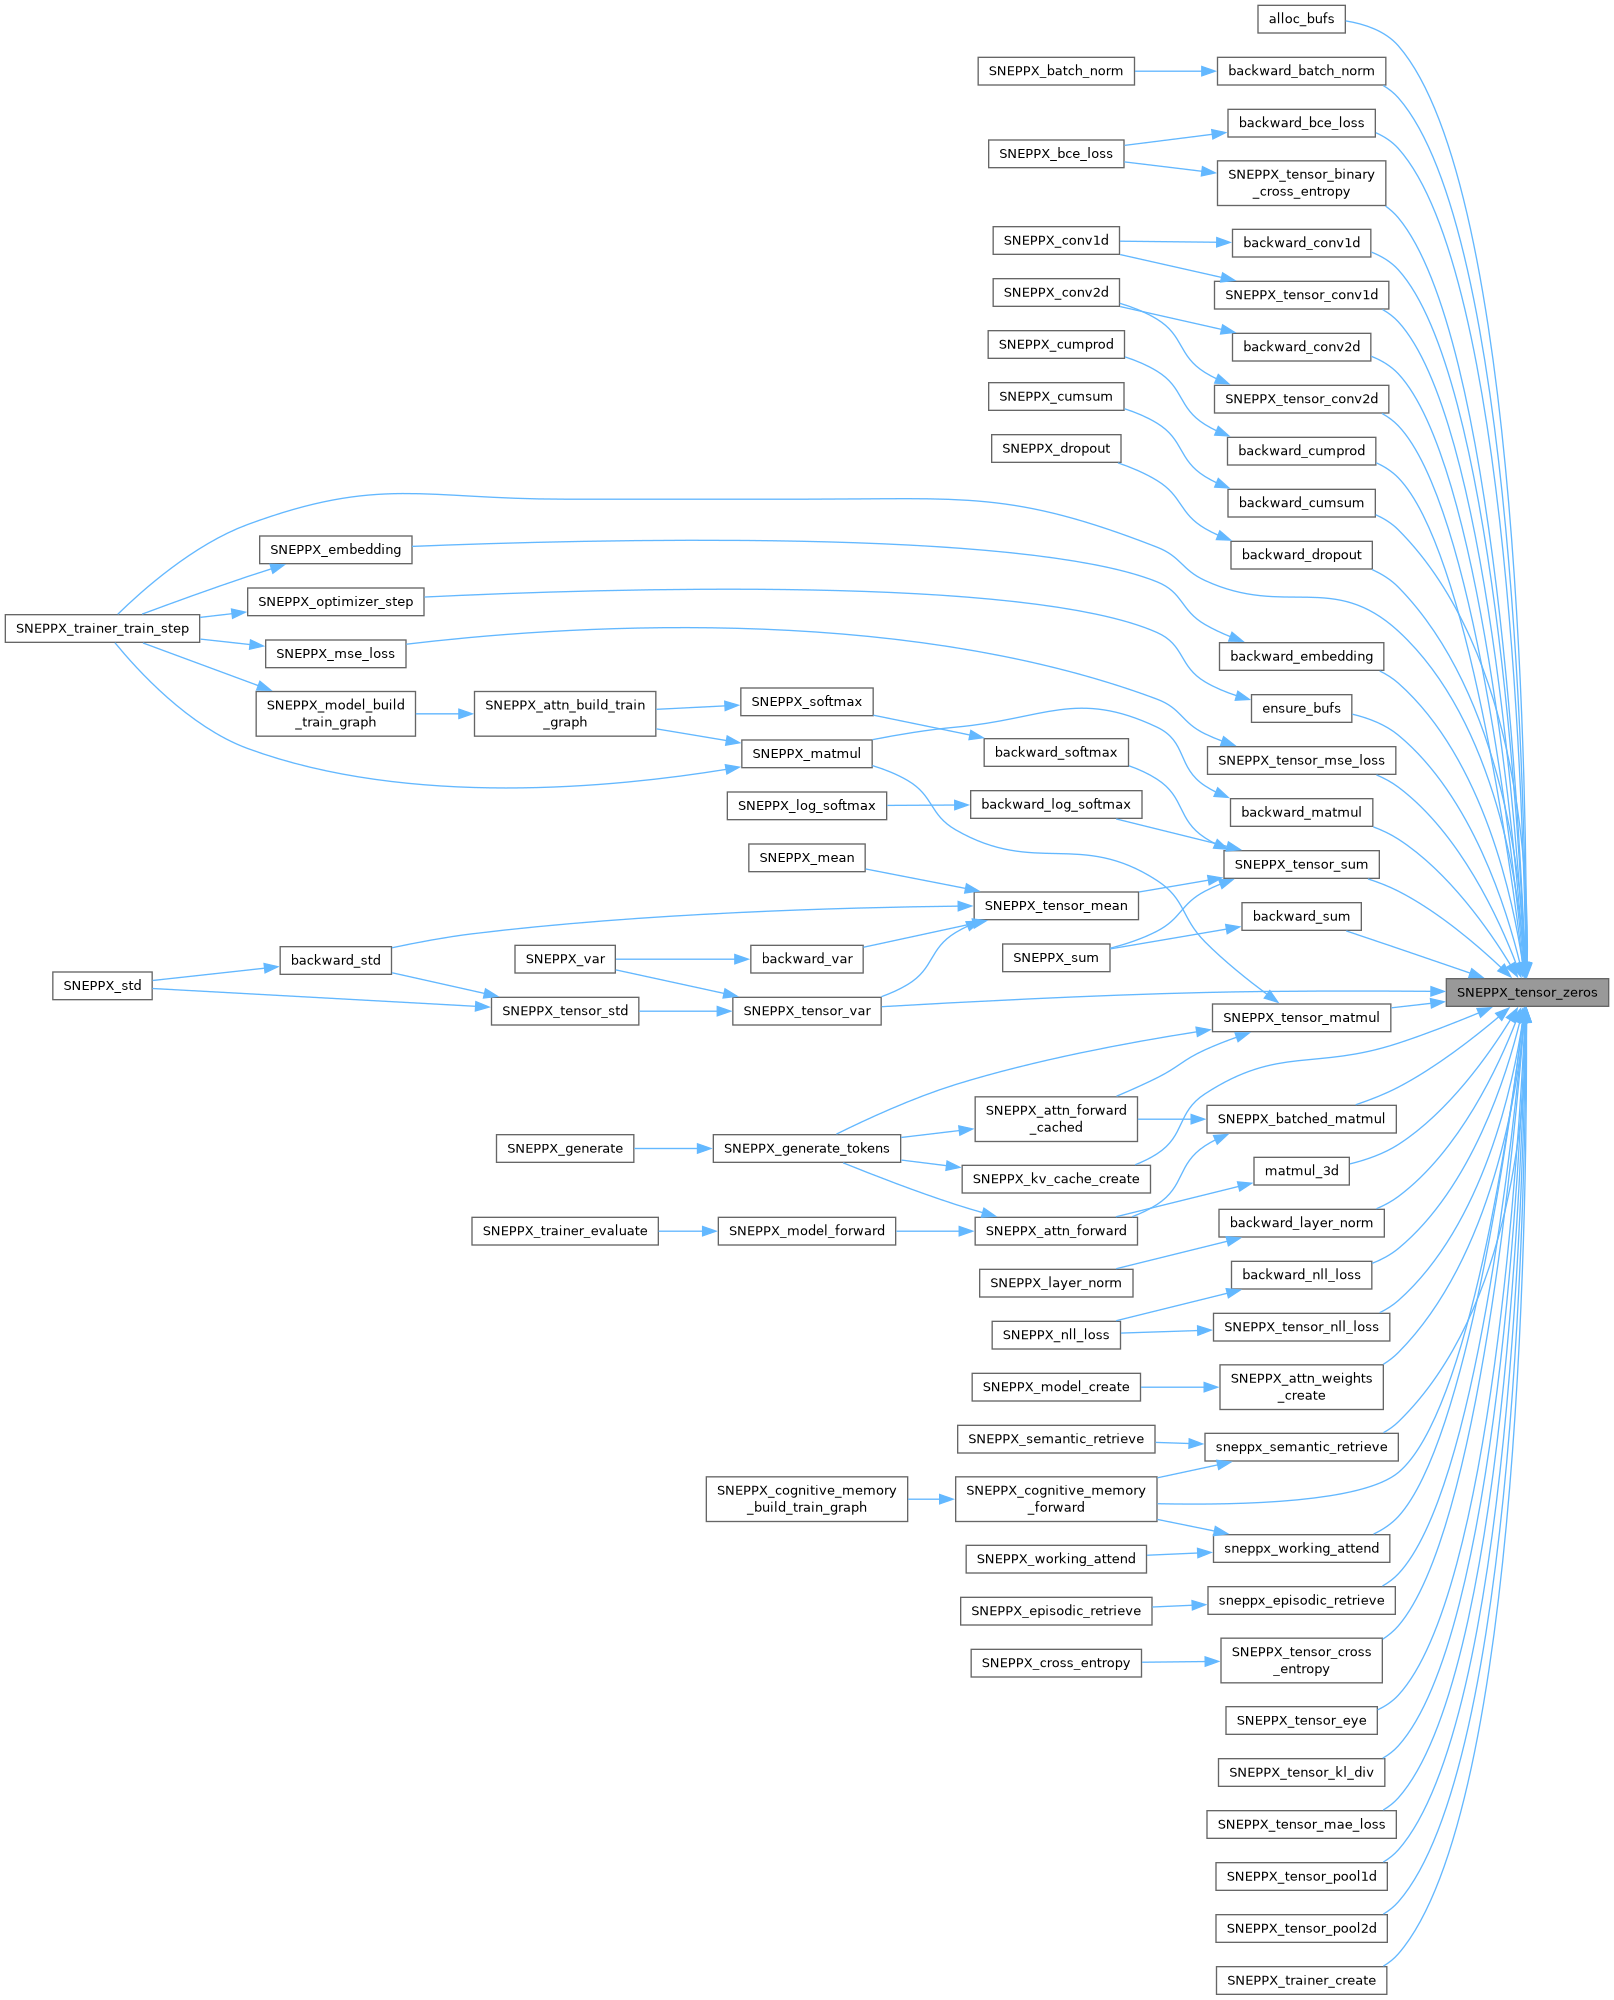 alloc_bufs
SNEPPX_batch_norm
backward_batch_norm
backward_bce_loss
SNEPPX_bce_loss
SNEPPX_tensor_binary
_cross_entropy
SNEPPX_conv1d
backward_conv1d
SNEPPX_conv2d
SNEPPX_tensor_conv1d
SNEPPX_cumprod
backward_conv2d
SNEPPX_cumsum
SNEPPX_tensor_conv2d
SNEPPX_dropout
backward_cumprod
backward_cumsum
SNEPPX_embedding
backward_dropout
SNEPPX_optimizer_step
SNEPPX_trainer_train_step
SNEPPX_mse_loss
backward_embedding
SNEPPX_model_build
_train_graph
SNEPPX_attn_build_train
_graph
SNEPPX_softmax
ensure_bufs
SNEPPX_matmul
backward_softmax
SNEPPX_tensor_mse_loss
SNEPPX_log_softmax
backward_log_softmax
backward_matmul
SNEPPX_mean
SNEPPX_tensor_sum
SNEPPX_tensor_mean
backward_sum
backward_std
SNEPPX_var
backward_var
SNEPPX_sum
SNEPPX_std
SNEPPX_tensor_zeros
SNEPPX_tensor_std
SNEPPX_tensor_var
SNEPPX_tensor_matmul
SNEPPX_attn_forward
_cached
SNEPPX_batched_matmul
SNEPPX_generate
SNEPPX_generate_tokens
SNEPPX_kv_cache_create
matmul_3d
SNEPPX_trainer_evaluate
SNEPPX_model_forward
SNEPPX_attn_forward
backward_layer_norm
SNEPPX_layer_norm
backward_nll_loss
SNEPPX_nll_loss
SNEPPX_tensor_nll_loss
SNEPPX_model_create
SNEPPX_attn_weights
_create
SNEPPX_semantic_retrieve
sneppx_semantic_retrieve
SNEPPX_cognitive_memory
_build_train_graph
SNEPPX_cognitive_memory
_forward
SNEPPX_working_attend
sneppx_working_attend
SNEPPX_episodic_retrieve
sneppx_episodic_retrieve
SNEPPX_cross_entropy
SNEPPX_tensor_cross
_entropy
SNEPPX_tensor_eye
SNEPPX_tensor_kl_div
SNEPPX_tensor_mae_loss
SNEPPX_tensor_pool1d
SNEPPX_tensor_pool2d
SNEPPX_trainer_create